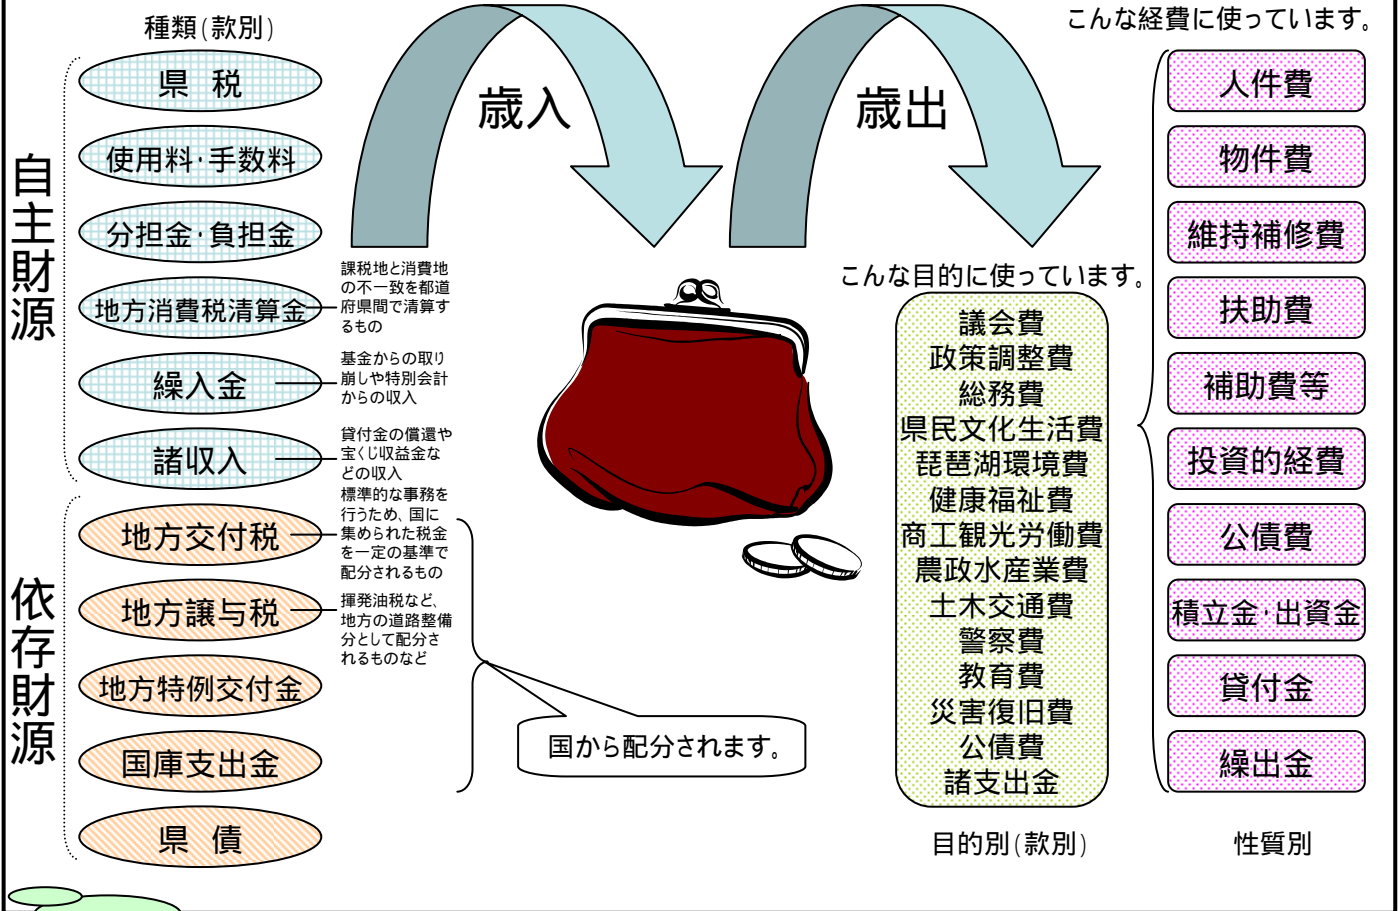 種類(款別)
自主財源
県 税
使用料・手数料
分担金・負担金
地方消費税清算金
課税地と消費地
の不一致を都道
府県間で清算す
るもの
繰入金
基金からの取り
崩しや特別会計
からの収入
諸収入
貸付金の償還や
宝くじ収益金な
どの収入
依存財源
地方交付税
標準的な事務を
行うため、国に
集められた税金
を一定の基準で
配分されるもの
地方譲与税
揮発油税など、
地方の道路整備
分として配分さ
れるものなど
地方特例交付金
国庫支出金
県 債
国から配分されます。
歳入
歳出
こんな目的に使っています。
議会費
政策調整費
総務費
県民文化生活費
琵琶湖環境費
健康福祉費
商工観光労働費
農政水産業費
土木交通費
警察費
教育費
災害復旧費
公債費
諸支出金
目的別(款別)
こんな経費に使っています。
人件費
物件費
維持補修費
扶助費
補助費等
投資的経費
公債費
積立金・出資金
貸付金
繰出金
性質別